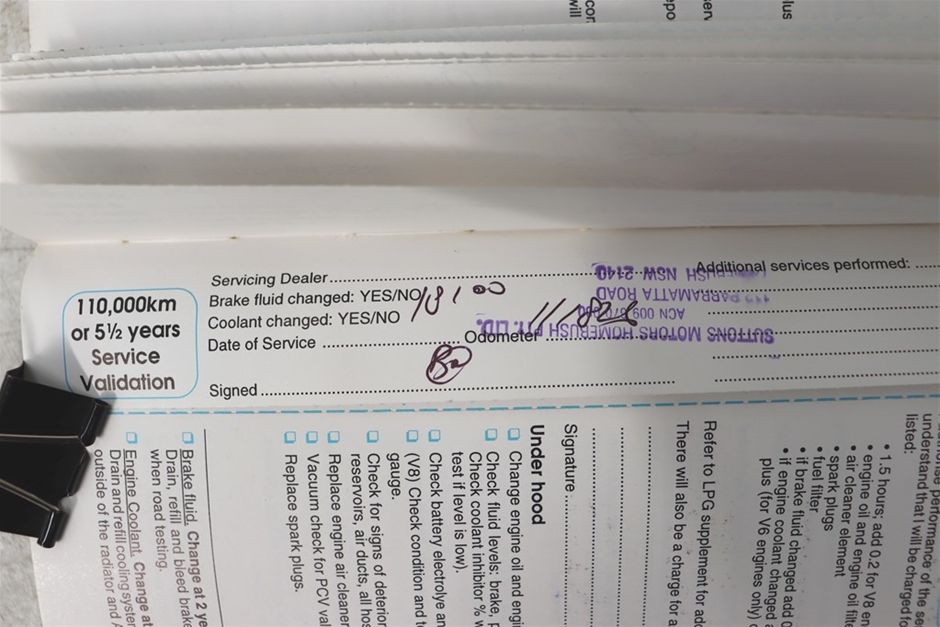 110,000km
or 5½ years
Service
Validation
Servicing Dealer
Brake fluid changed: YES/NO
Coolant changed: YES/NO
Date of Service
Odometer
Signed
Additional services performed:
SUTTONS MOTORS HOMEBUSH PTY. LTD.
ACN 009
PARRAMATTA ROAD
NSW 2140
understand that I will be charged fo
listed:
• 1.5 hours; add 0.2 for V8 en
• engine oil and engine oil filte
• air cleaner element
• spark plugs
• fuel filter
• if brake fluid changed add 0
• if engine coolant changed a
plus (for V6 engines only)
Refer to LPG supplement for add
There will also be a charge for a
Signature
Under hood
Change engine oil and engi
Check fluid levels; brake, p
Check coolant inhibitor %
test if level is low).
Check battery electrolye an
(V8) Check condition and t
gauge.
Check for signs of deterior
reservoirs, air ducts, all hos
Replace engine air cleaner
Vacuum check for PCV val
Replace spark plugs.
Brake fluid. Change at 2 ye
Drain, refill and bleed brake
when road testing.
Engine Coolant. Change at
Drain and refill cooling system
outside of the radiator and A